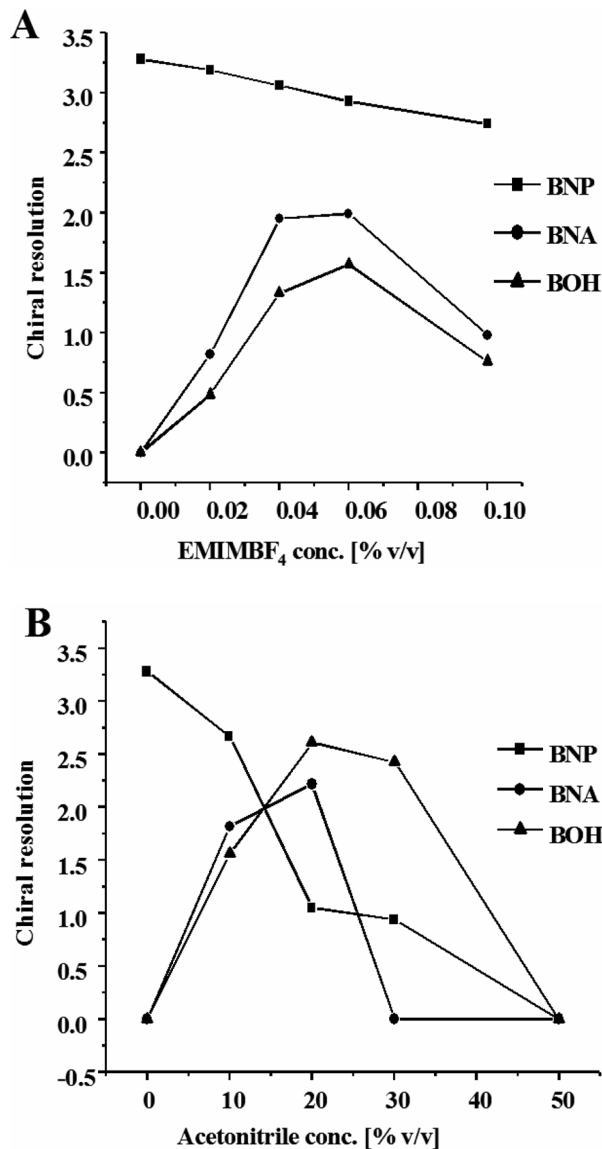 A
3.5
3.0
2.5
2.0
1.5
1.0
0.5
0.0
Chiral resolution
BNP
BNA
BOH
0.00 0.02 0.04 0.06 0.08 0.10
EMIMBF₄ conc. [% v/v]
B
3.5
3.0
2.5
2.0
1.5
1.0
0.5
0.0
−0.5
Chiral resolution
BNP
BNA
BOH
0 10 20 30 40 50
Acetonitrile conc. [% v/v]